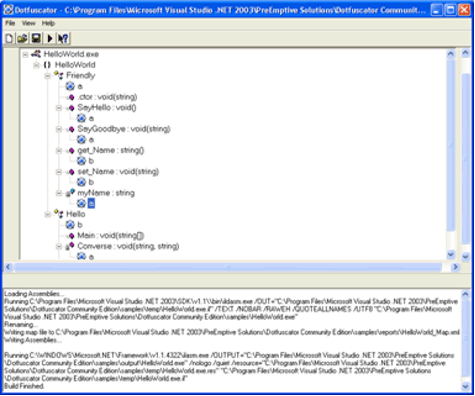 Dotfuscator - C:\Program Files\Microsoft Visual Studio .NET 2003\PreEmptive Solutions\Dotfuscator Communit...
File View Help
HelloWorld.exe
{} HelloWorld
Friendly
a
.ctor : void(string)
SayHello : void()
a
SayGoodbye : void(string)
a
get_Name : string()
b
set_Name : void(string)
b
myName : string
a
Hello
b
Main : void(string[])
Converse : void(string, string)
a
Loading Assemblies...
Running C:\Program Files\Microsoft Visual Studio .NET 2003\SDK\v1.1\\bin\ildasm.exe /OUT="C:\Program Files\Microsoft Visual Studio .NET 2003\PreEmptive
Solutions\Dotfuscator Community Edition\samples\temp\HelloWorld.exe.il" /TEXT /NOBAR /RAWEH /QUOTEALLNAMES /UTF8 "C:\Program Files\Microsoft Visual
Studio .NET 2003\PreEmptive Solutions\Dotfuscator Community Edition\samples\HelloWorld.exe"
Renaming...
Writing map file to C:\Program Files\Microsoft Visual Studio .NET 2003\PreEmptive Solutions\Dotfuscator Community Edition\samples\reports\HelloWorld_Map.xml
Writing Assemblies...
Running C:\WINDOWS\Microsoft.NET\Framework\v1.1.4322\ilasm.exe /OUTPUT="C:\Program Files\Microsoft Visual Studio .NET 2003\PreEmptive Solutions
\Dotfuscator Community Edition\samples\output\HelloWorld.exe" /nologo /quiet /resource="C:\Program Files\Microsoft Visual Studio .NET 2003\PreEmptive Solutions
\Dotfuscator Community Edition\samples\temp\HelloWorld.exe.res" "C:\Program Files\Microsoft Visual Studio .NET 2003\PreEmptive Solutions
\Dotfuscator Community Edition\samples\temp\HelloWorld.exe.il"
Build Finished.